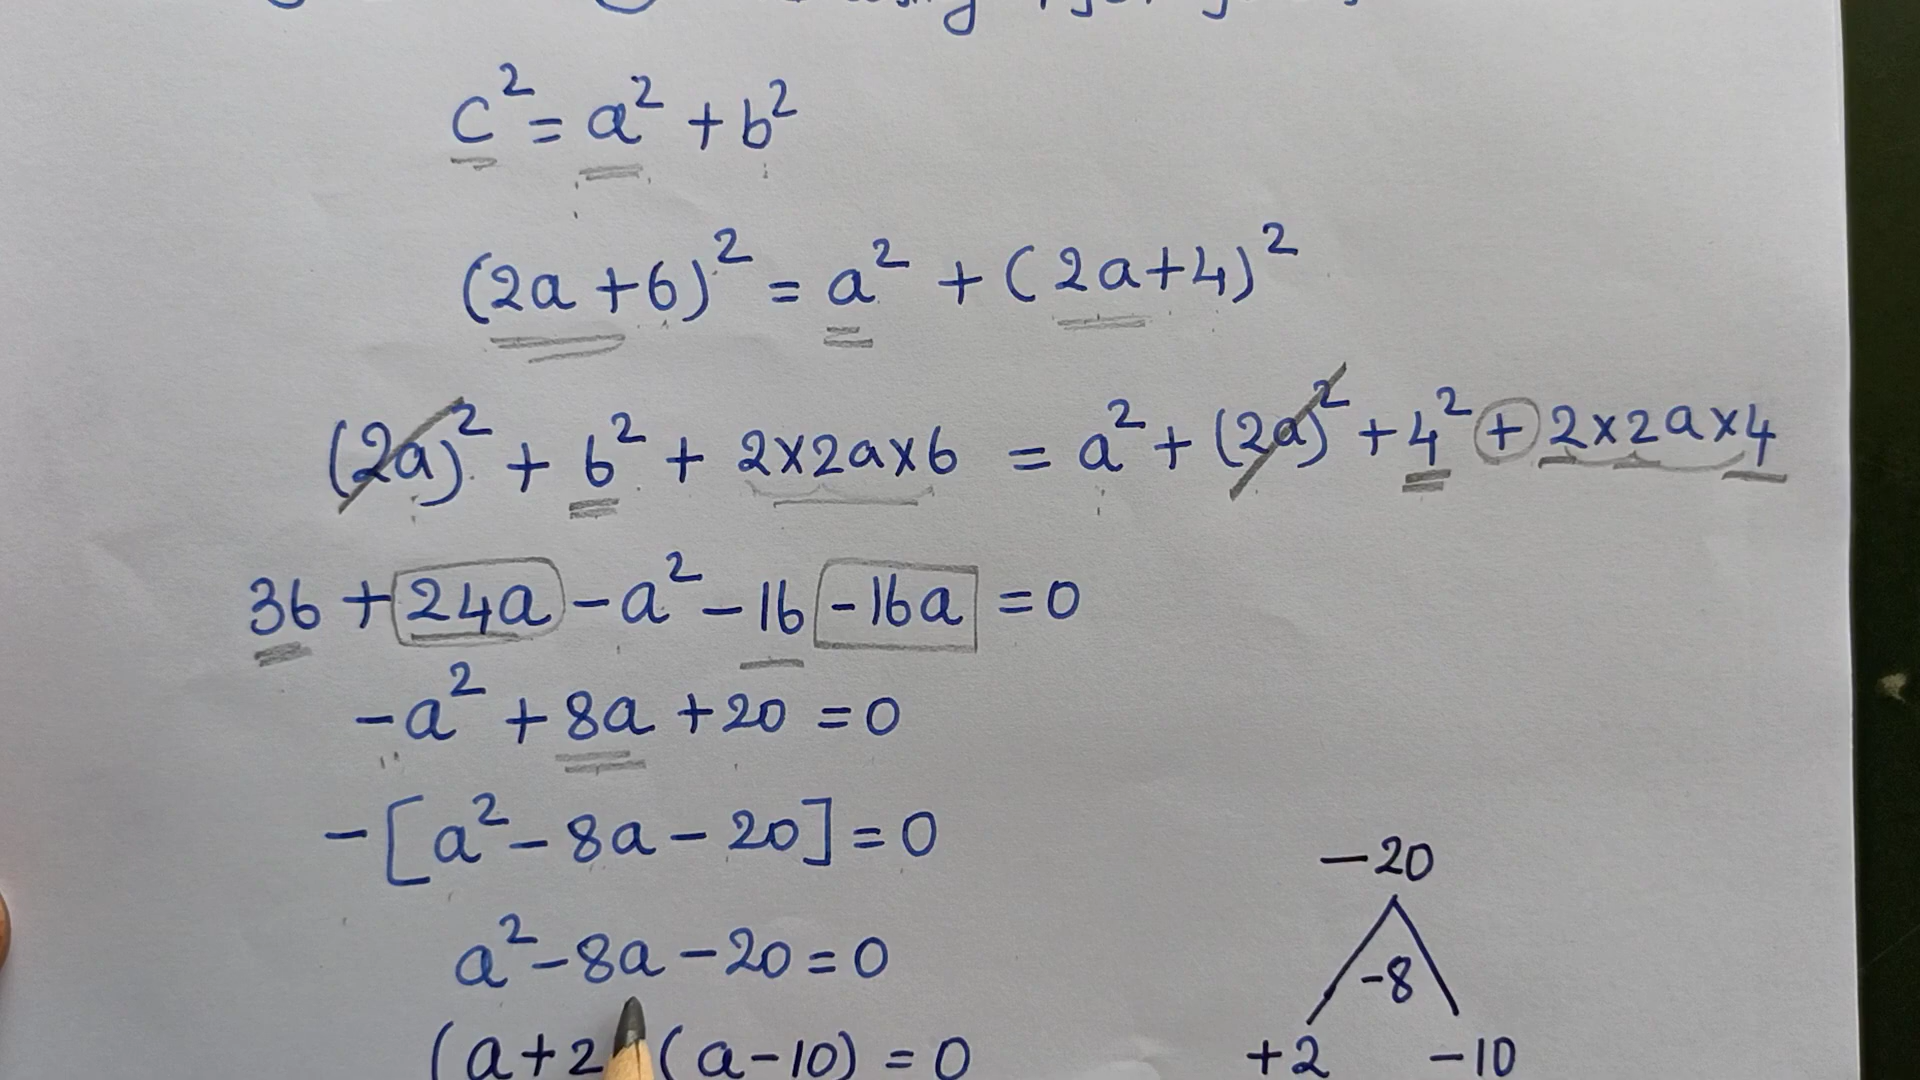 c² = a² + b²
(2a+6)² = a² + (2a+4)²
(2a)² + 6² + 2×2a×6 = a² + (2a)² + 4² + 2×2a×4
36 + 24a - a² - 16 - 16a = 0
-a² + 8a + 20 = 0
-[a² - 8a - 20] = 0
a² - 8a - 20 = 0
(a+2 (a-10) = 0
-20
-8
+2 -10